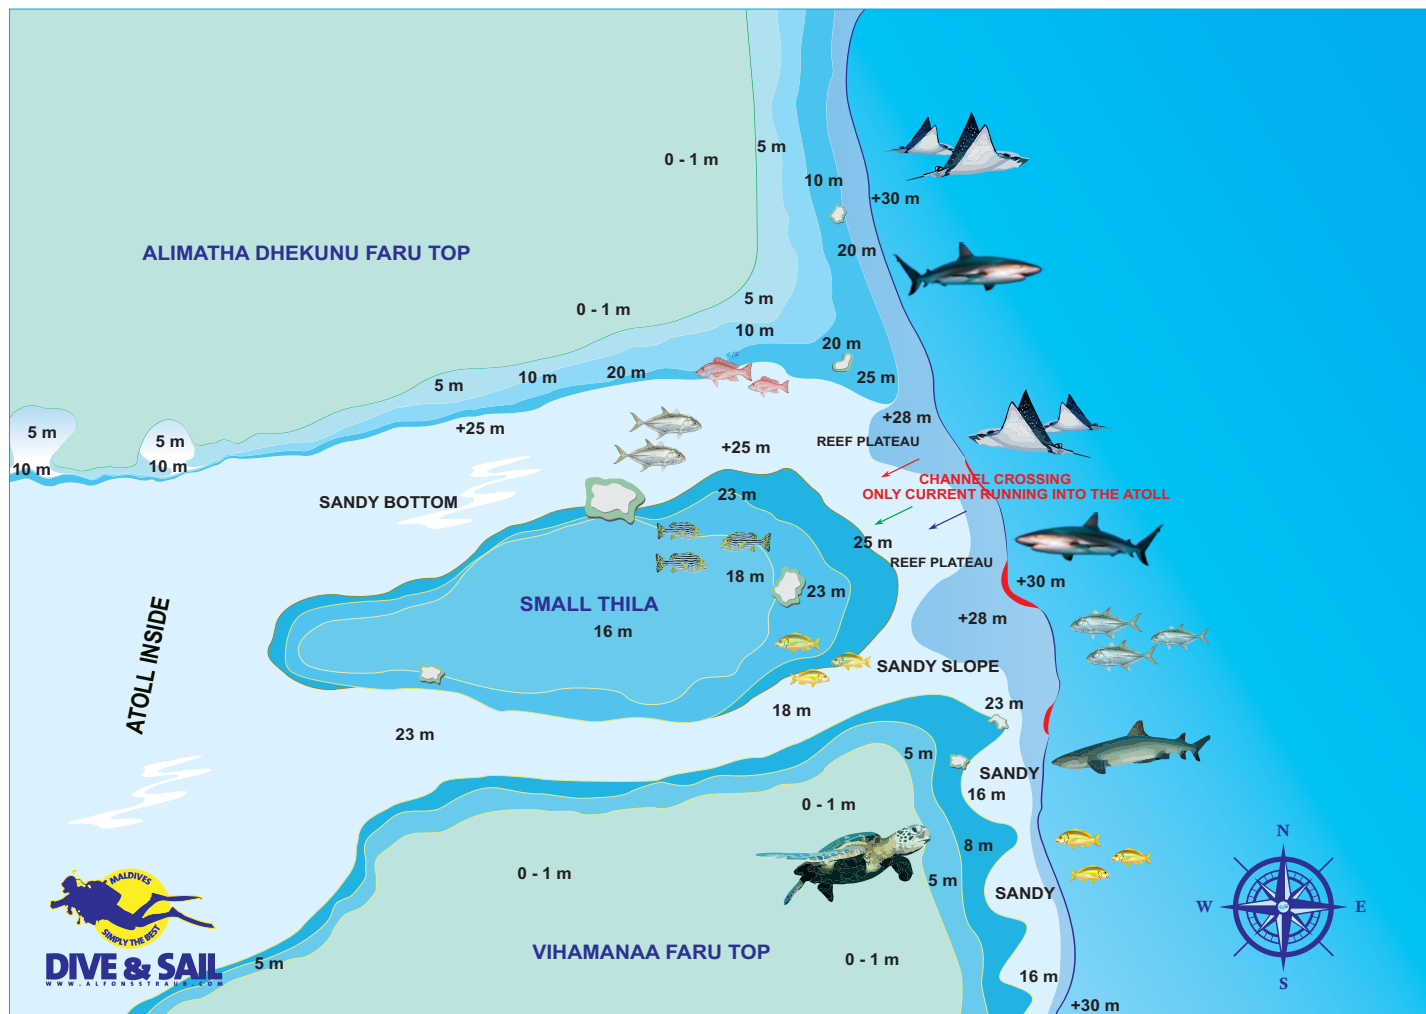 5 m
0 - 1 m
10 m
+30 m
ALIMATHA DHEKUNU FARU TOP
20 m
5 m
0 - 1 m
10 m
20 m
20 m
10 m
25 m
5 m
+28 m
+25 m
5 m
5 m
REEF PLATEAU
+25 m
10 m
10 m
CHANNEL CROSSING
ONLY CURRENT RUNNING INTO THE ATOLL
23 m
SANDY BOTTOM
25 m
REEF PLATEAU
18 m
+30 m
23 m
SMALL THILA
+28 m
16 m
ATOLL INSIDE
SANDY SLOPE
23 m
18 m
23 m
5 m
SANDY
16 m
0 - 1 m
N
8 m
0 - 1 m
5 m
SANDY
W
E
MALDIVES
SIMPLY THE BEST
DIVE & SAIL
WWW.ALFONSSTRAUB.COM
VIHAMANAA FARU TOP
0 - 1 m
5 m
16 m
S
+30 m